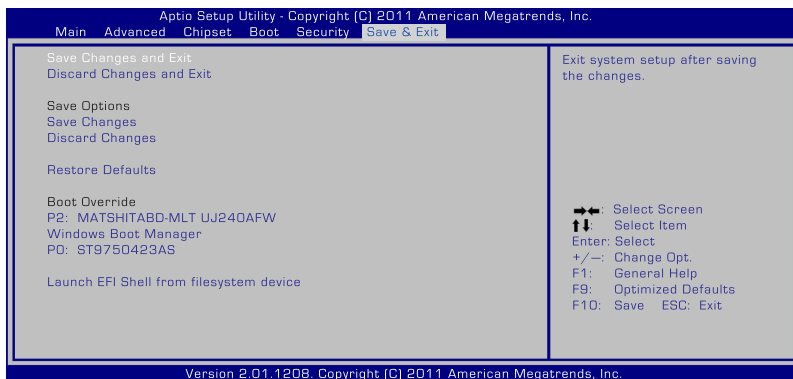 Aptio Setup Utility - Copyright (C) 2011 American Megatrends, Inc.
Main Advanced Chipset Boot Security Save & Exit
Save Changes and Exit
Discard Changes and Exit
Save Options
Save Changes
Discard Changes
Restore Defaults
Boot Override
P2: MATSHITABD-MLT UJ240AFW
Windows Boot Manager
P0: ST9750423AS
Launch EFI Shell from filesystem device
Exit system setup after saving
the changes.
→←: Select Screen
↑↓: Select Item
Enter: Select
+/—: Change Opt.
F1: General Help
F9: Optimized Defaults
F10: Save ESC: Exit
Version 2.01.1208. Copyright (C) 2011 American Megatrends, Inc.